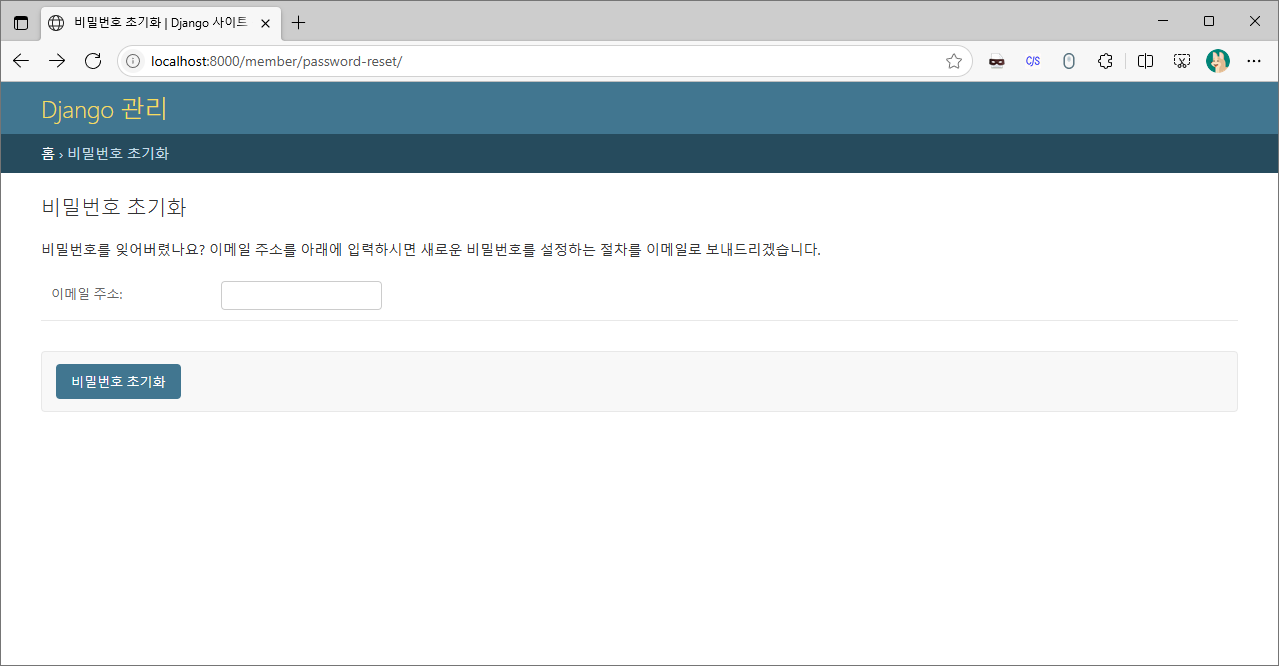 비밀번호 초기화 | Django 사이트
localhost:8000/member/password-reset/
C/S
Django 관리
홈 › 비밀번호 초기화
비밀번호 초기화
비밀번호를 잊어버렸나요? 이메일 주소를 아래에 입력하시면 새로운 비밀번호를 설정하는 절차를 이메일로 보내드리겠습니다.
이메일 주소:
비밀번호 초기화